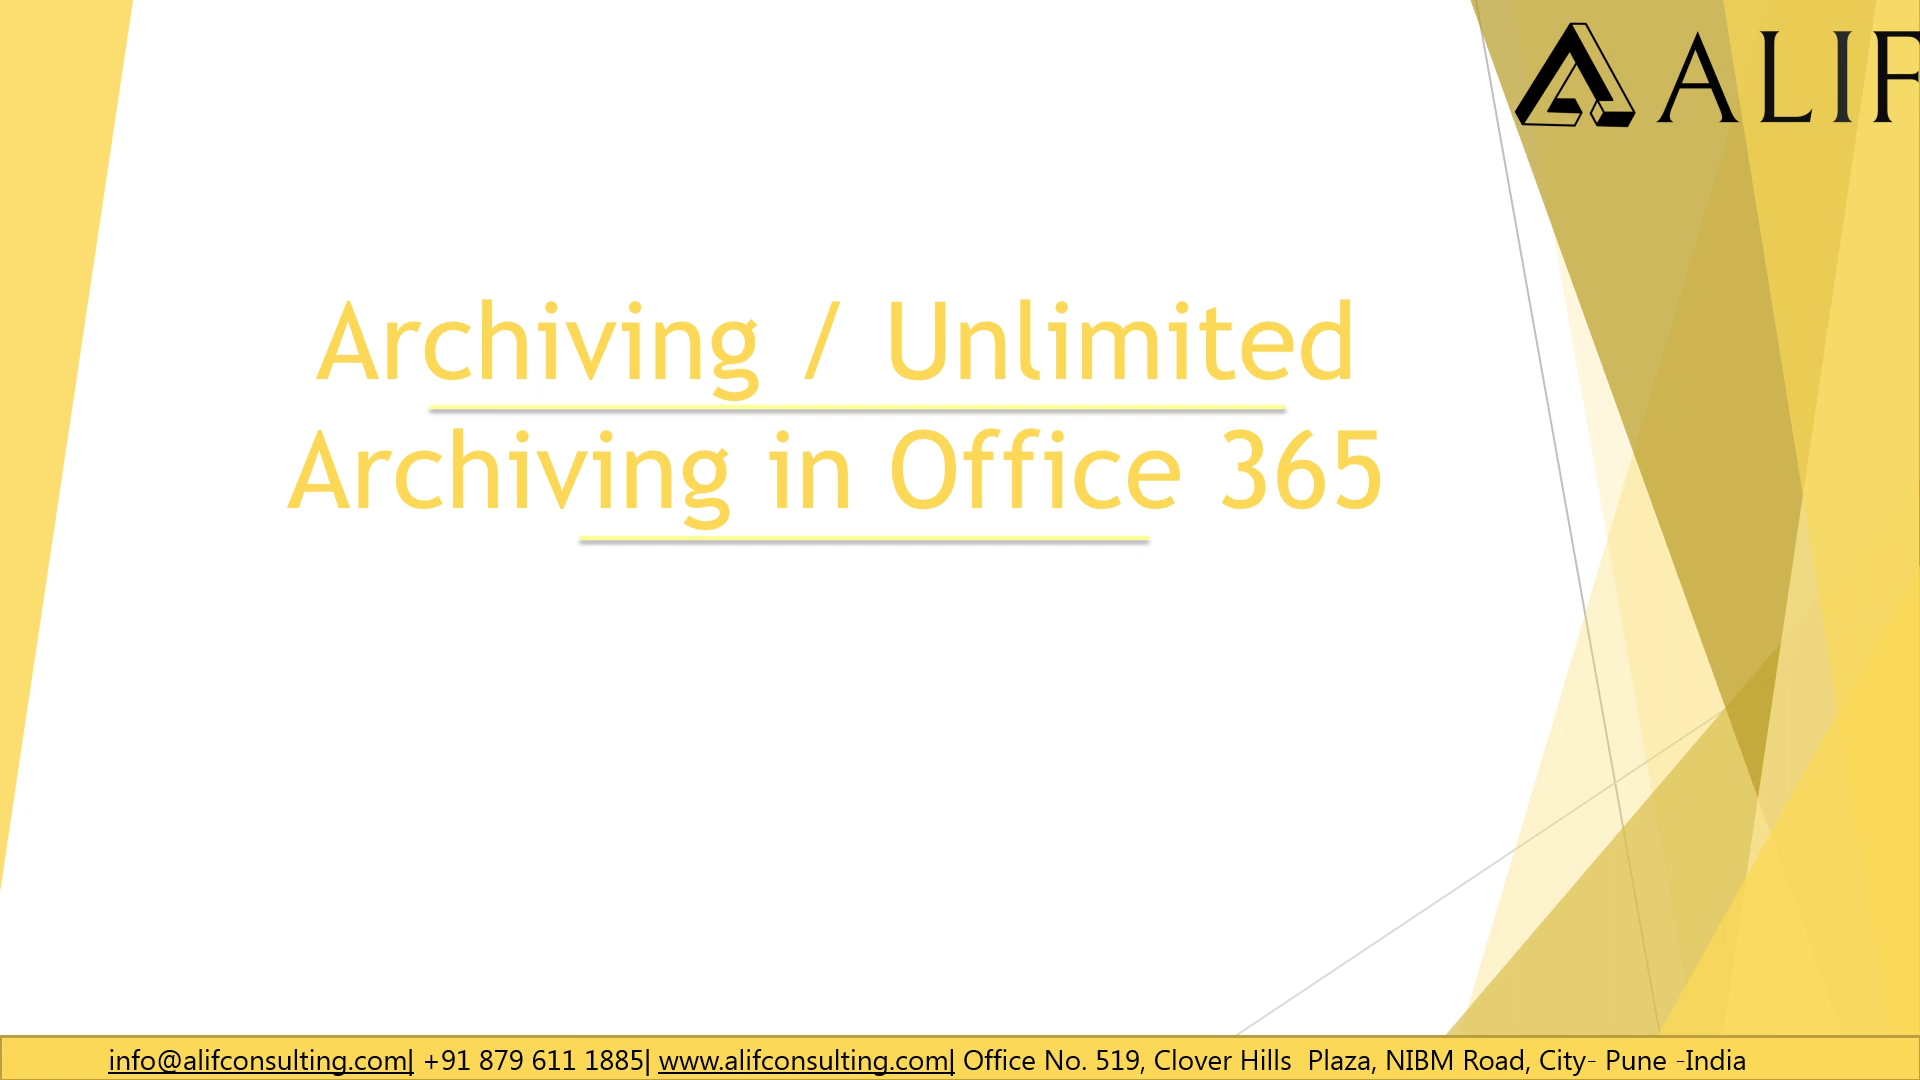 ALIF
Archiving / Unlimited
Archiving in Office 365
info@alifconsulting.com| +91 879 611 1885| www.alifconsulting.com| Office No. 519, Clover Hills  Plaza, NIBM Road, City- Pune -India